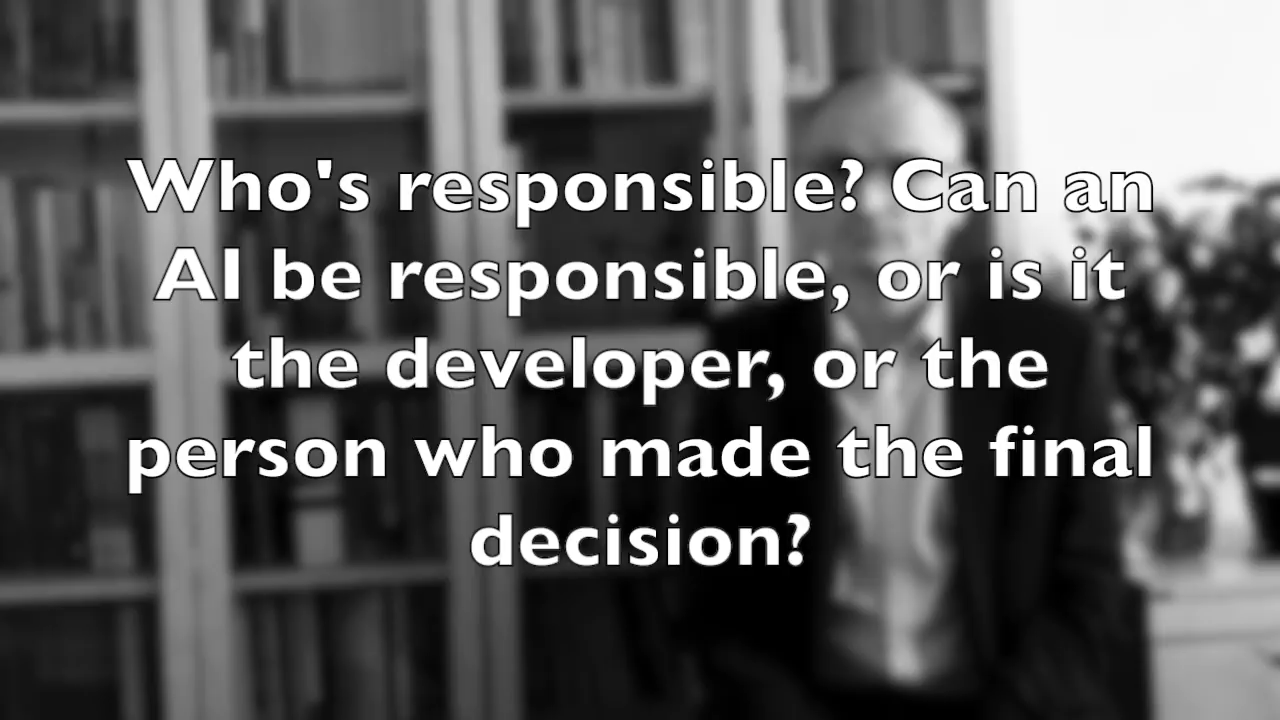 Who's responsible? Can an
AI be responsible, or is it
the developer, or the
person who made the final
decision?